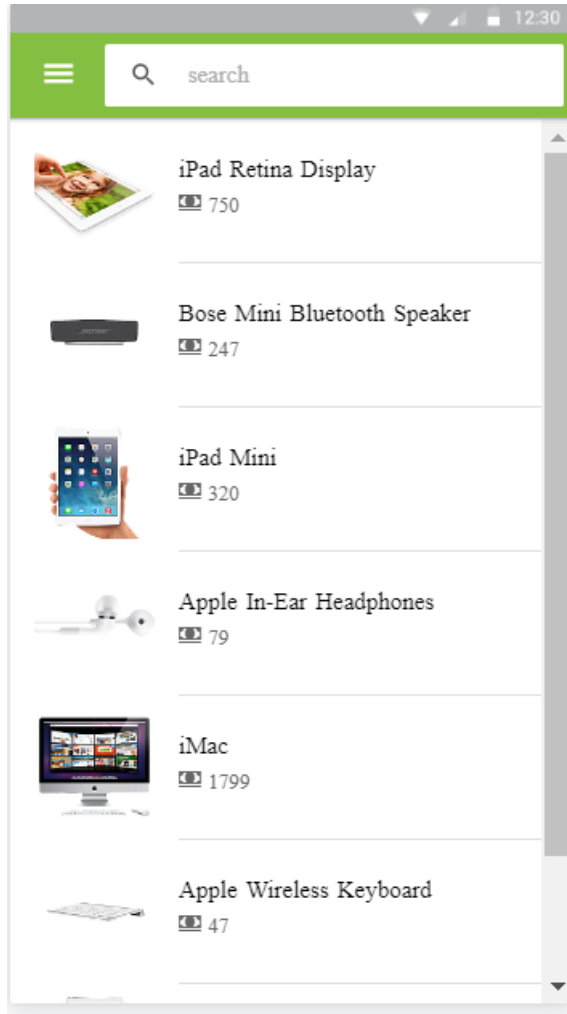 12:30
search
iPad Retina Display
750
Bose Mini Bluetooth Speaker
247
iPad Mini
320
Apple In-Ear Headphones
79
iMac
1799
Apple Wireless Keyboard
47